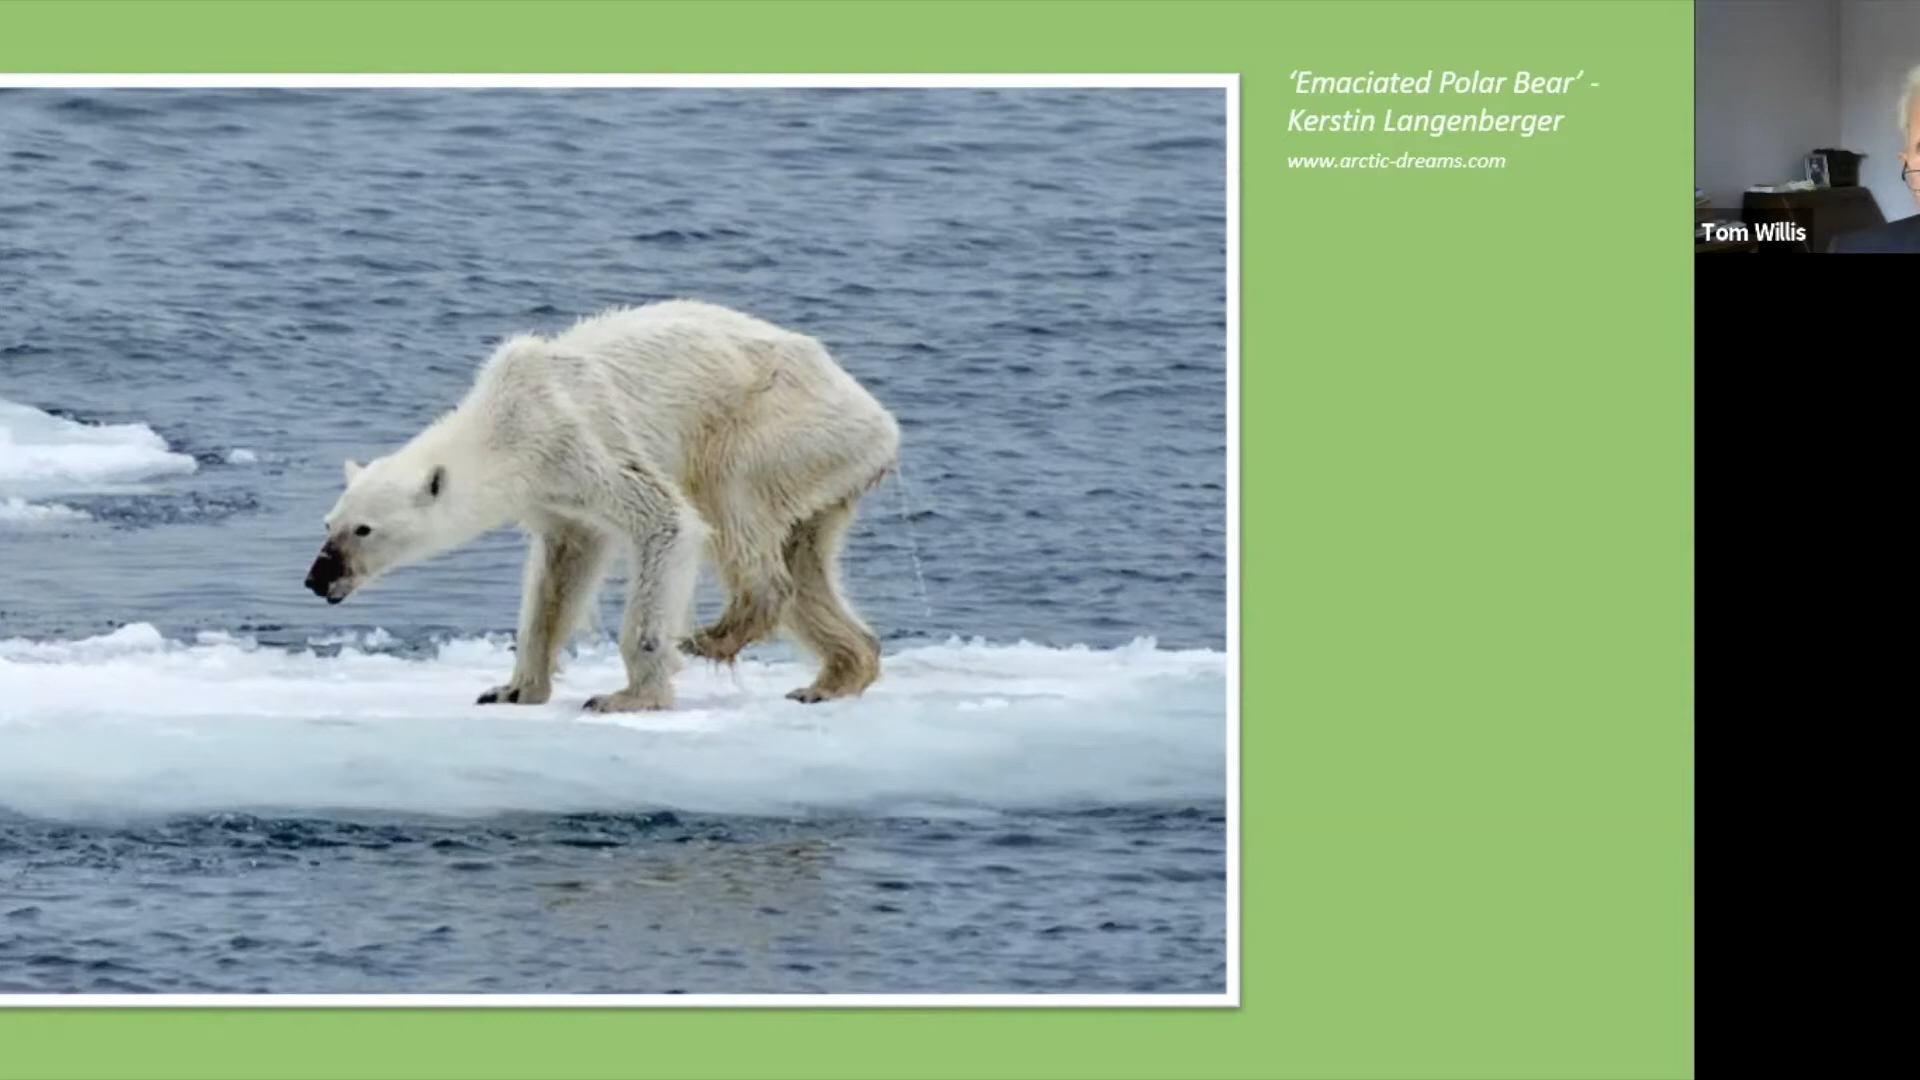 ‘Emaciated Polar Bear’ -
Kerstin Langenberger
www.arctic-dreams.com
Tom Willis